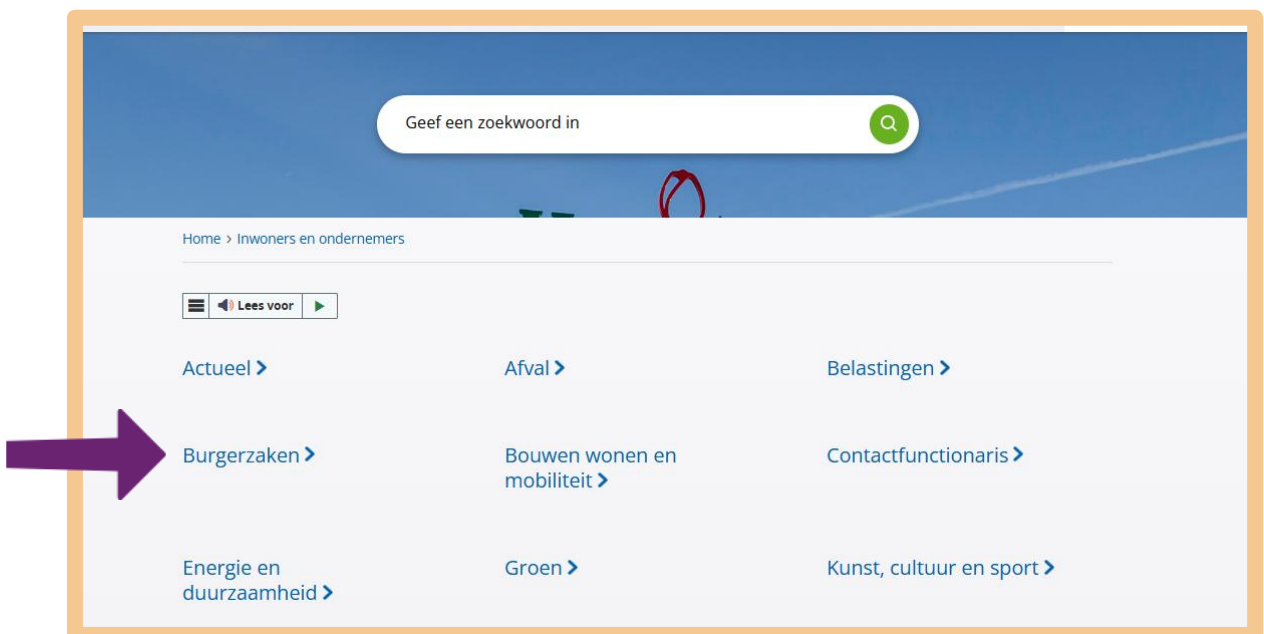 Geef een zoekwoord in
Home > Inwoners en ondernemers
Lees voor
Actueel >
Afval >
Belastingen >
Burgerzaken >
Bouwen wonen en
mobiliteit >
Contactfunctionaris >
Energie en
duurzaamheid >
Groen >
Kunst, cultuur en sport >